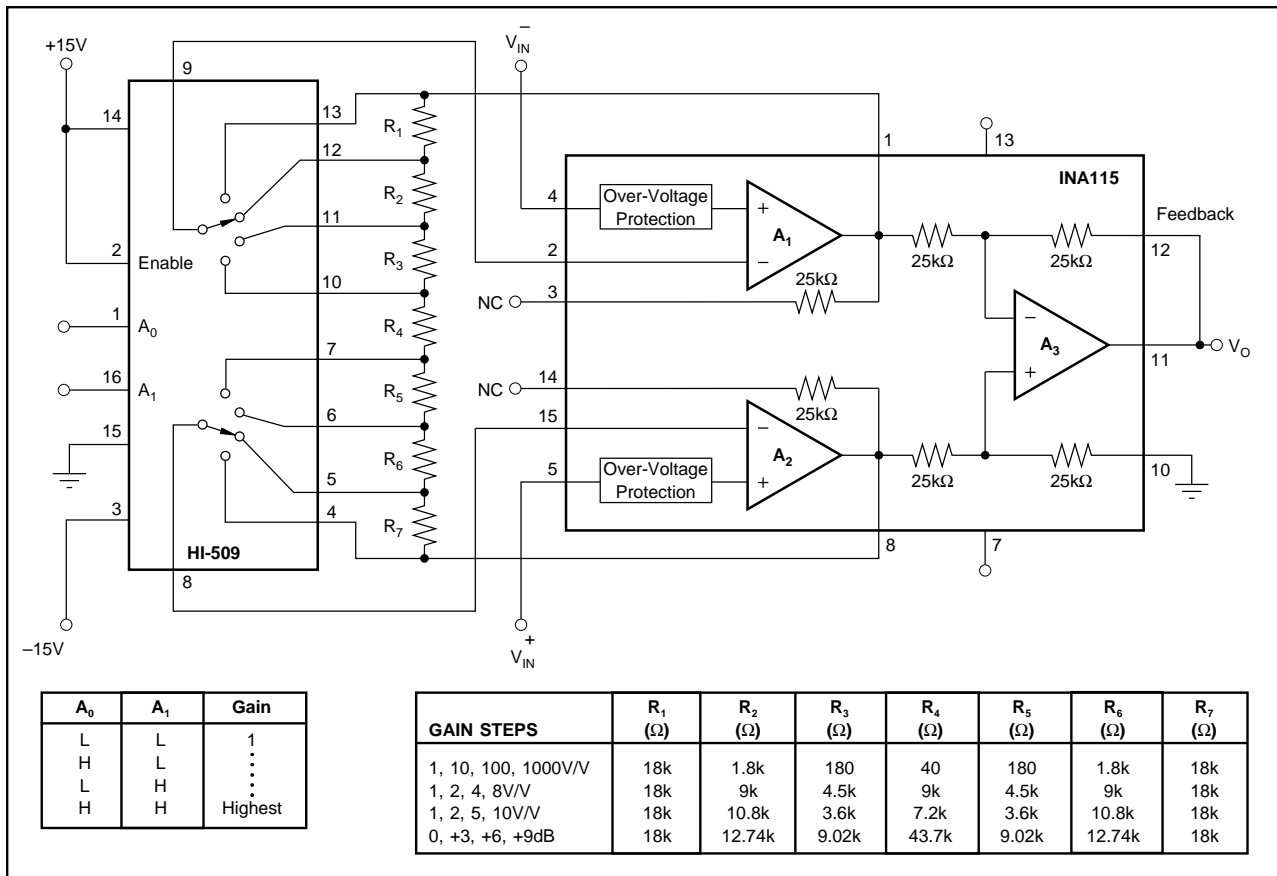 +15V
9
14
13
R1
12
R2
11
2
Enable
R3
10
1
A0
R4
7
16
A1
R5
6
15
R6
5
4
3
R7
HI-509
8
–15V
VIN–
1
13
INA115
4
Over-Voltage
Protection
+
A1
–
2
25kΩ
3
NC
25kΩ
25kΩ
Feedback
12
–
A3
+
11
VO
14
NC
25kΩ
15
–
A2
+
5
Over-Voltage
Protection
25kΩ
25kΩ
10
8
7
VIN+
A0 A1 Gain
L L 1
H L
L H
H H Highest
GAIN STEPS R1 (Ω) R2 (Ω) R3 (Ω) R4 (Ω) R5 (Ω) R6 (Ω) R7 (Ω)
1, 10, 100, 1000V/V 18k 1.8k 180 40 180 1.8k 18k
1, 2, 4, 8V/V 18k 9k 4.5k 9k 4.5k 9k 18k
1, 2, 5, 10V/V 18k 10.8k 3.6k 7.2k 3.6k 10.8k 18k
0, +3, +6, +9dB 18k 12.74k 9.02k 43.7k 9.02k 12.74k 18k